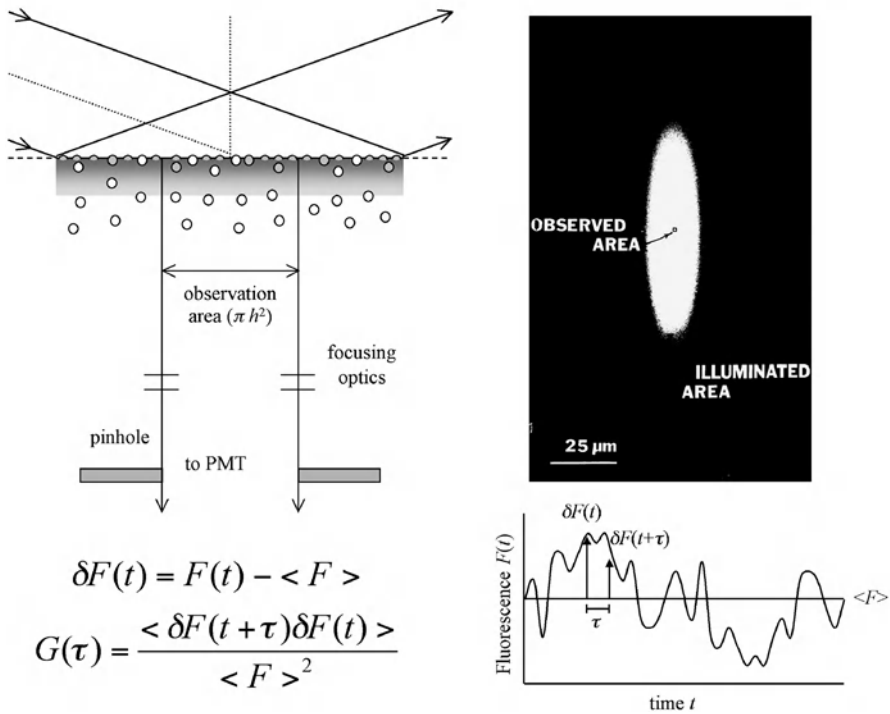 observation
area (π h²)
focusing
optics
pinhole
to PMT
δF(t) = F(t) − < F >
G(τ) = < δF(t + τ)δF(t) > / < F >²
OBSERVED
AREA
ILLUMINATED
AREA
25 µm
δF(t)
δF(t+τ)
Fluorescence F(t)
<F>
τ
time t